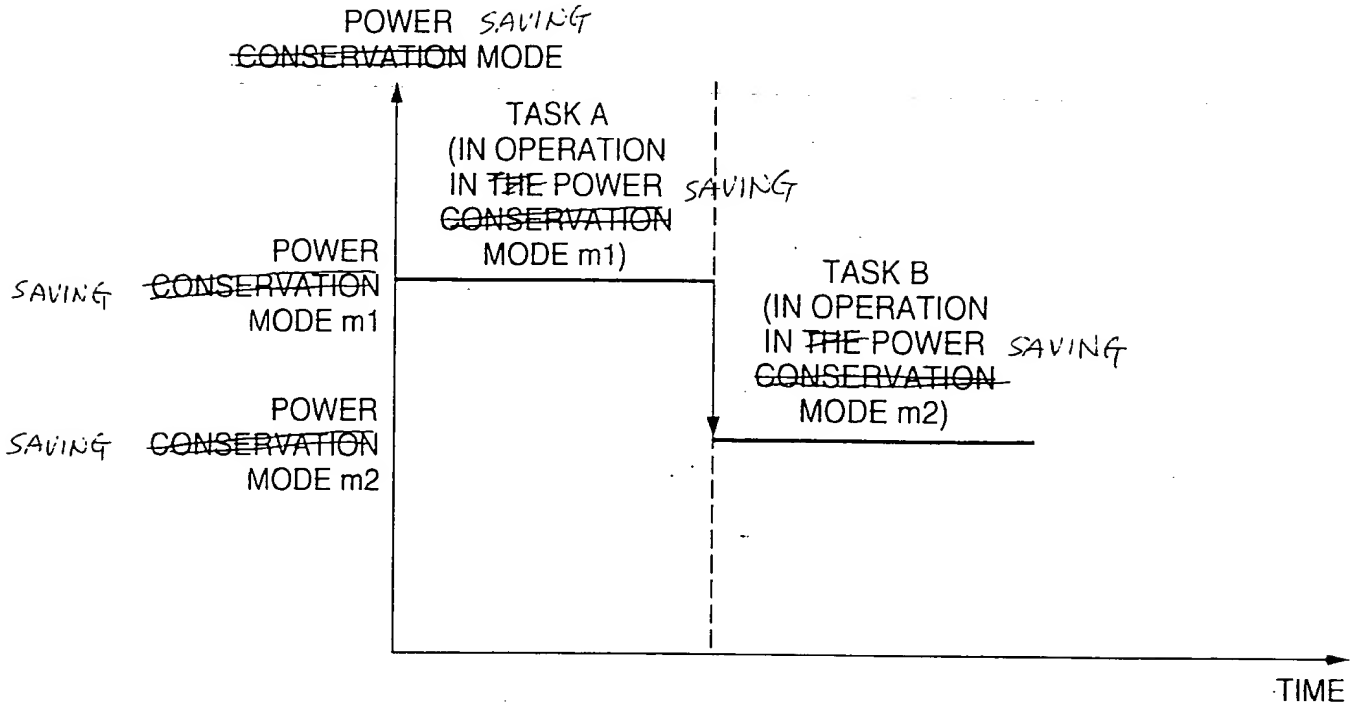 POWER SAVING
CONSERVATION MODE
TASK A
(IN OPERATION
IN THE POWER SAVING
CONSERVATION
MODE m1)
POWER
SAVING CONSERVATION
MODE m1
TASK B
(IN OPERATION
IN THE POWER SAVING
CONSERVATION
MODE m2)
POWER
SAVING CONSERVATION
MODE m2
TIME